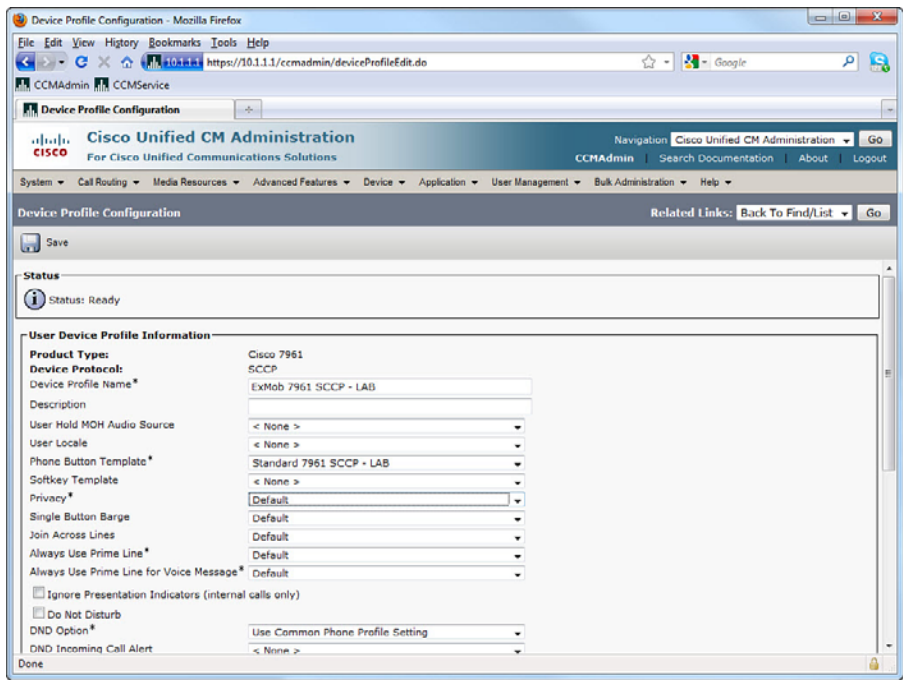 Device Profile Configuration - Mozilla Firefox
File Edit View History Bookmarks Tools Help
10.1.1.1 https://10.1.1.1/ccmadmin/deviceProfileEdit.do Google
CCMAdmin CCMService
Device Profile Configuration
Cisco Unified CM Administration
For Cisco Unified Communications Solutions
CISCO
Navigation Cisco Unified CM Administration Go
CCMAdmin | Search Documentation | About | Logout
System Call Routing Media Resources Advanced Features Device Application User Management Bulk Administration Help
Device Profile Configuration Related Links: Back To Find/List Go
Save
Status
Status: Ready
User Device Profile Information
Product Type: Cisco 7961
Device Protocol: SCCP
Device Profile Name* ExMob 7961 SCCP - LAB
Description
User Hold MOH Audio Source < None >
User Locale < None >
Phone Button Template* Standard 7961 SCCP - LAB
Softkey Template < None >
Privacy* Default
Single Button Barge Default
Join Across Lines Default
Always Use Prime Line* Default
Always Use Prime Line for Voice Message* Default
Ignore Presentation Indicators (internal calls only)
Do Not Disturb
DND Option* Use Common Phone Profile Setting
DND Incoming Call Alert < None >
Done